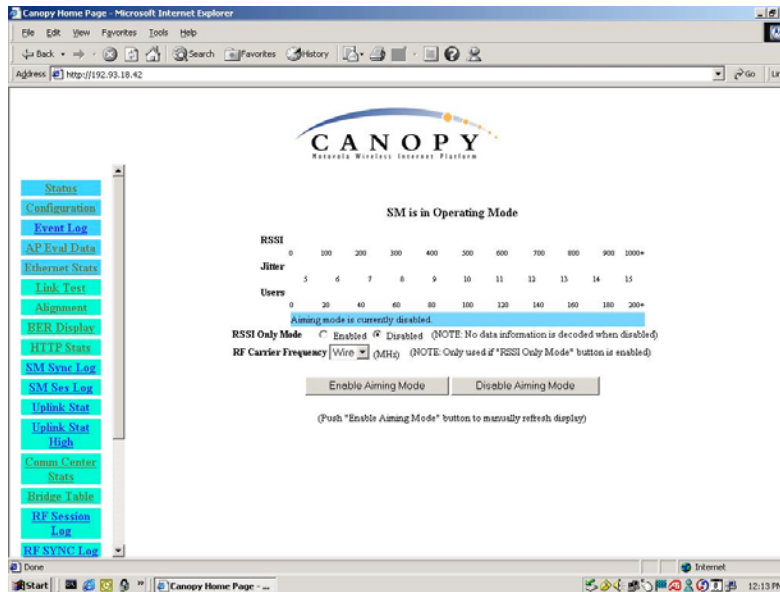 Canopy Home Page - Microsoft Internet Explorer
File Edit View Favorites Tools Help
Back Search Favorites History
Address http://192.93.18.42 Go
CANOPY
Motorola Wireless Internet Platform
Status
Configuration
Event Log
AP Eval Data
Ethernet Stats
Link Test
Alignment
BER Display
HTTP Stats
SM Sync Log
SM Ses Log
Uplink Stat
Uplink Stat
High
Comm Center
Stats
Bridge Table
RF Session
Log
RF SYNC Log
SM is in Operating Mode
RSSI
0 100 200 300 400 500 600 700 800 900 1000+
Jitter
5 6 7 8 9 10 11 12 13 14 15
Users
0 20 40 60 80 100 120 140 160 180 200+
Aiming mode is currently disabled.
RSSI Only Mode Enabled Disabled (NOTE: No data information is decoded when disabled)
RF Carrier Frequency Wire (MHz) (NOTE: Only used if "RSSI Only Mode" button is enabled)
Enable Aiming Mode Disable Aiming Mode
(Push "Enable Aiming Mode" button to manually refresh display)
Done Internet
Start Canopy Home Page - ... 12:13 PM